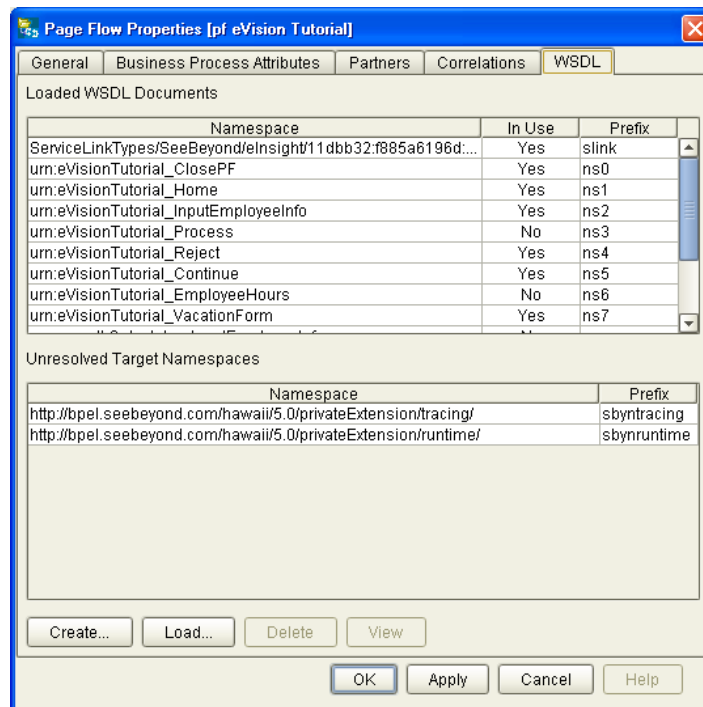 Page Flow Properties [pf eVision Tutorial]
General Business Process Attributes Partners Correlations WSDL
Loaded WSDL Documents
Namespace In Use Prefix
ServiceLinkTypes/SeeBeyond/eInsight/11dbb32:f885a6196d:... Yes slink
urn:eVisionTutorial_ClosePF Yes ns0
urn:eVisionTutorial_Home Yes ns1
urn:eVisionTutorial_InputEmployeeInfo Yes ns2
urn:eVisionTutorial_Process No ns3
urn:eVisionTutorial_Reject Yes ns4
urn:eVisionTutorial_Continue Yes ns5
urn:eVisionTutorial_EmployeeHours No ns6
urn:eVisionTutorial_VacationForm Yes ns7
Unresolved Target Namespaces
Namespace Prefix
http://bpel.seebeyond.com/hawaii/5.0/privateExtension/tracing/ sbyntracing
http://bpel.seebeyond.com/hawaii/5.0/privateExtension/runtime/ sbynruntime
Create... Load... Delete View
OK Apply Cancel Help